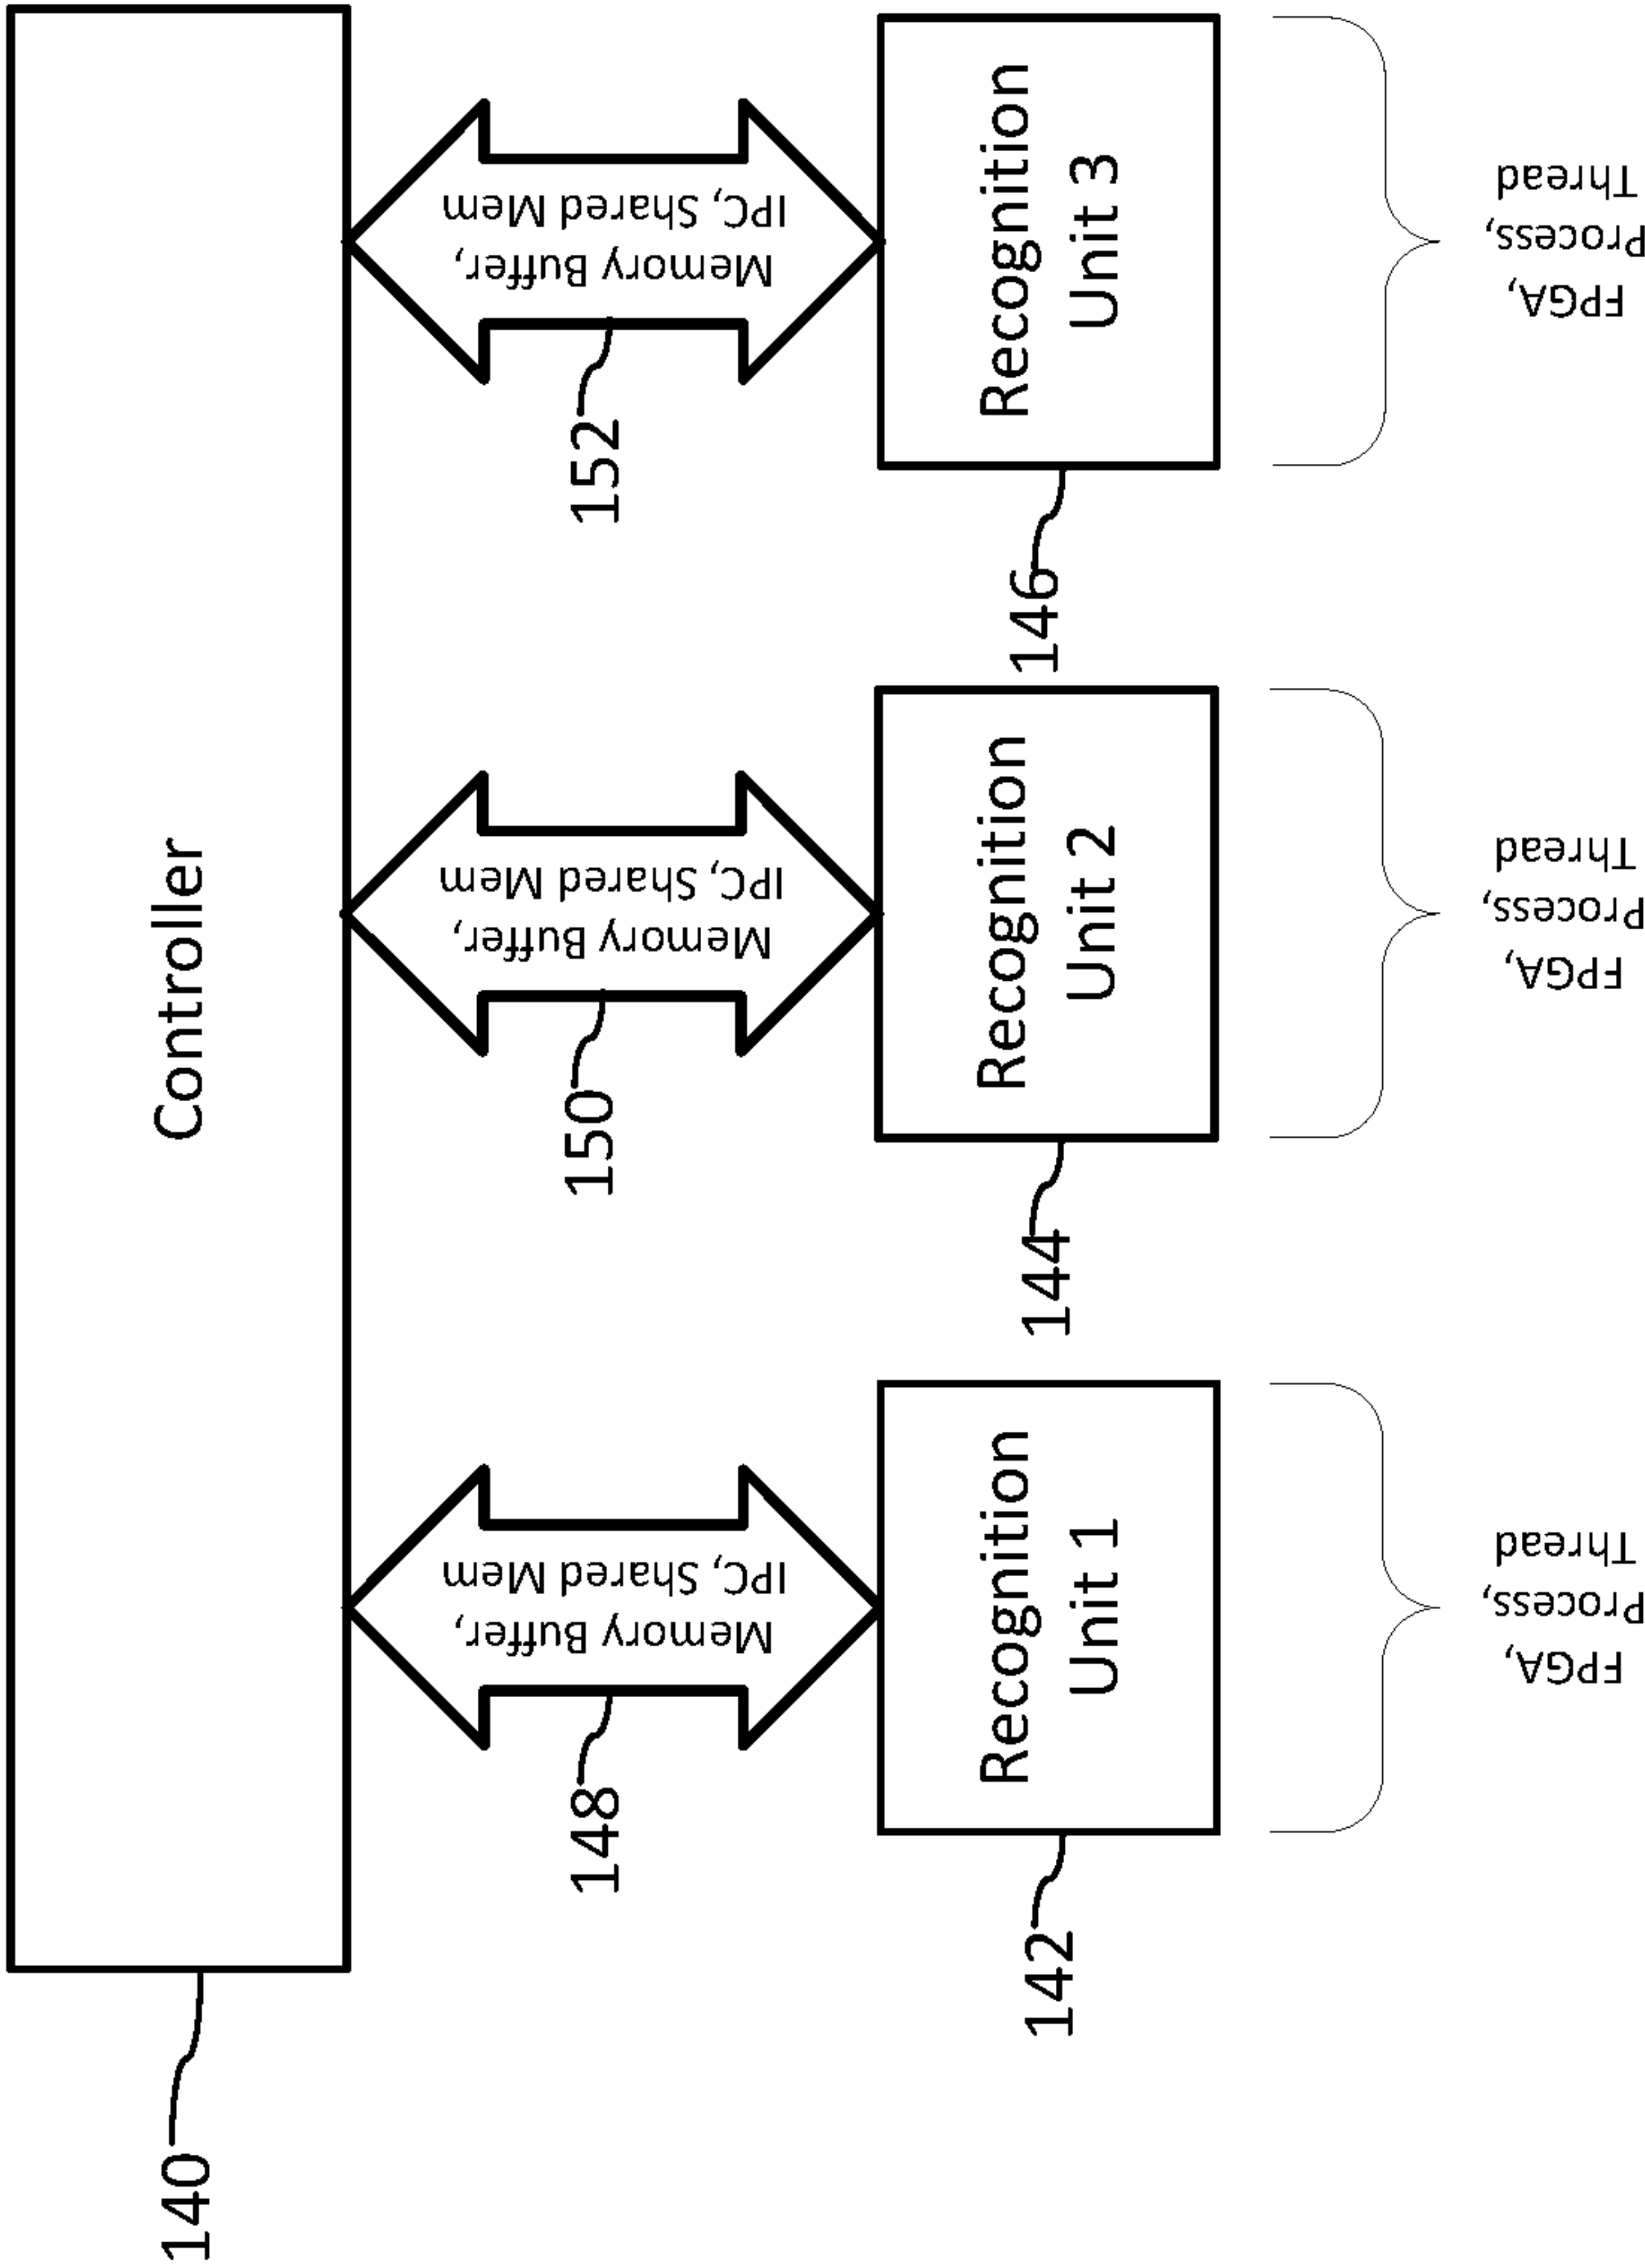 140
Controller
148
Memory Buffer,
IPC, Shared Mem
150
Memory Buffer,
IPC, Shared Mem
152
Memory Buffer,
IPC, Shared Mem
142
Recognition
Unit 1
144
Recognition
Unit 2
146
Recognition
Unit 3
FPGA,
Process,
Thread
FPGA,
Process,
Thread
FPGA,
Process,
Thread